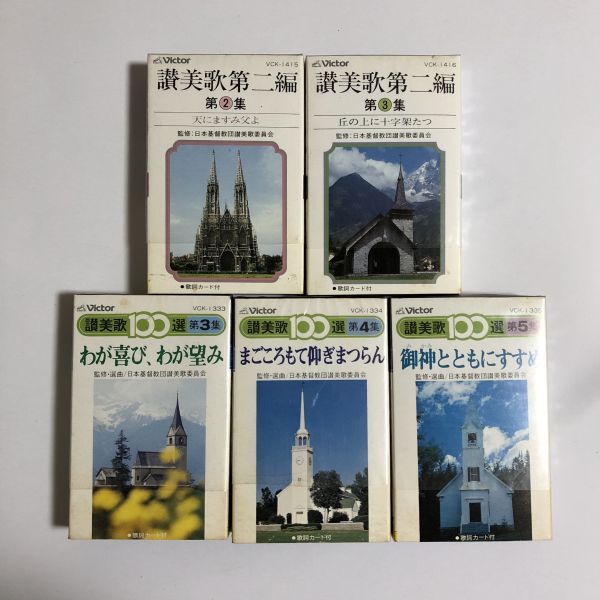 Victor
VCK-1415
讃美歌第二編
第2集
天にますみ父よ
監修:日本基督教団讃美歌委員会
●歌詞カード付
Victor
VCK-1416
讃美歌第二編
第3集
丘の上に十字架たつ
監修:日本基督教団讃美歌委員会
●歌詞カード付
Victor
VCK-1333
讃美歌100選 第3集
わが喜び、わが望み
監修・選曲/日本基督教団讃美歌委員会
●歌詞カード付
Victor
VCK-1334
讃美歌100選 第4集
まごころもて仰ぎまつらん
監修・選曲/日本基督教団讃美歌委員会
●歌詞カード付
Victor
VCK-1335
讃美歌100選 第5集
御神とともにすすめ
監修・選曲/日本基督教団讃美歌委員会
●歌詞カード付